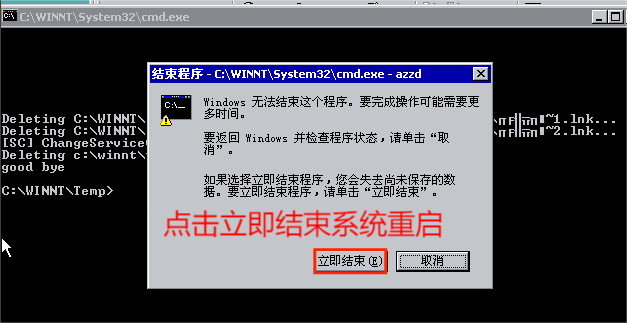 C:\WINNT\System32\cmd.exe
结束程序 - C:\WINNT\System32\cmd.exe - azzd
Windows 无法结束这个程序。要完成操作可能需要更
多时间。
要返回 Windows 并检查程序状态，请单击“取
消”。
如果选择立即结束程序，您会失去尚未保存的数
据。要立即结束程序，请单击“立即结束”。
点击立即结束系统重启
立即结束(E)
取消
Deleting C:\WINNT\
~1.lnk...
Deleting C:\WINNT\
~2.lnk...
[SC] ChangeService
Deleting c:\winnt\
good bye
C:\WINNT\Temp>